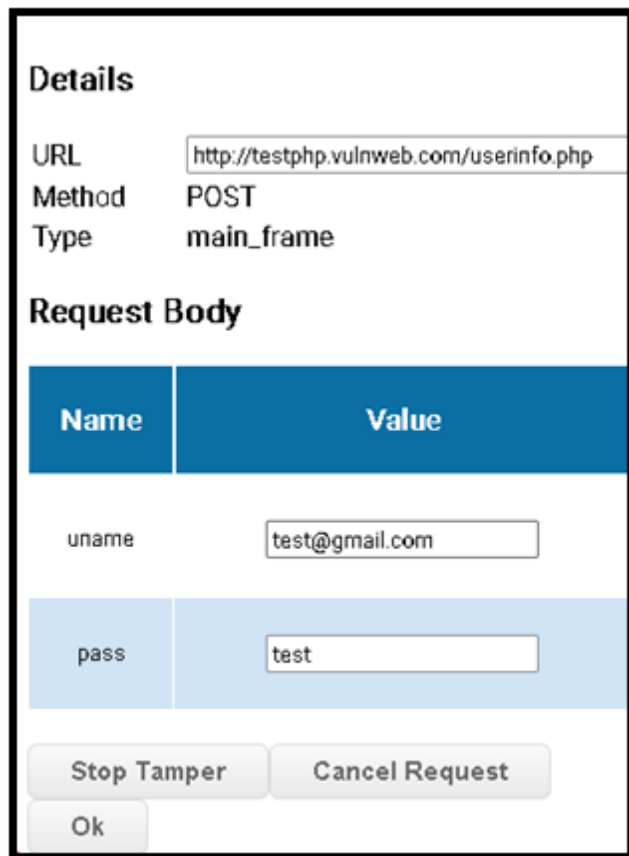 Details
URL http://testphp.vulnweb.com/userinfo.php
Method POST
Type main_frame
Request Body
Name Value
uname test@gmail.com
pass test
Stop Tamper Cancel Request
Ok